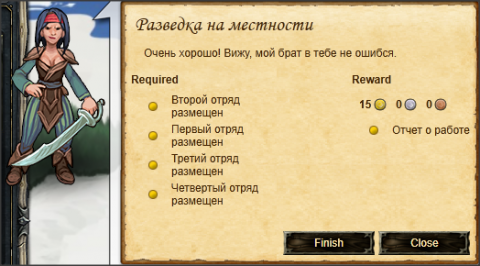 Разведка на местности
Очень хорошо! Вижу, мой брат в тебе не ошибся.
Required
Reward
Второй отряд
размещен
Первый отряд
размещен
Третий отряд
размещен
Четвертый отряд
размещен
15 0 0
Отчет о работе
Finish
Close